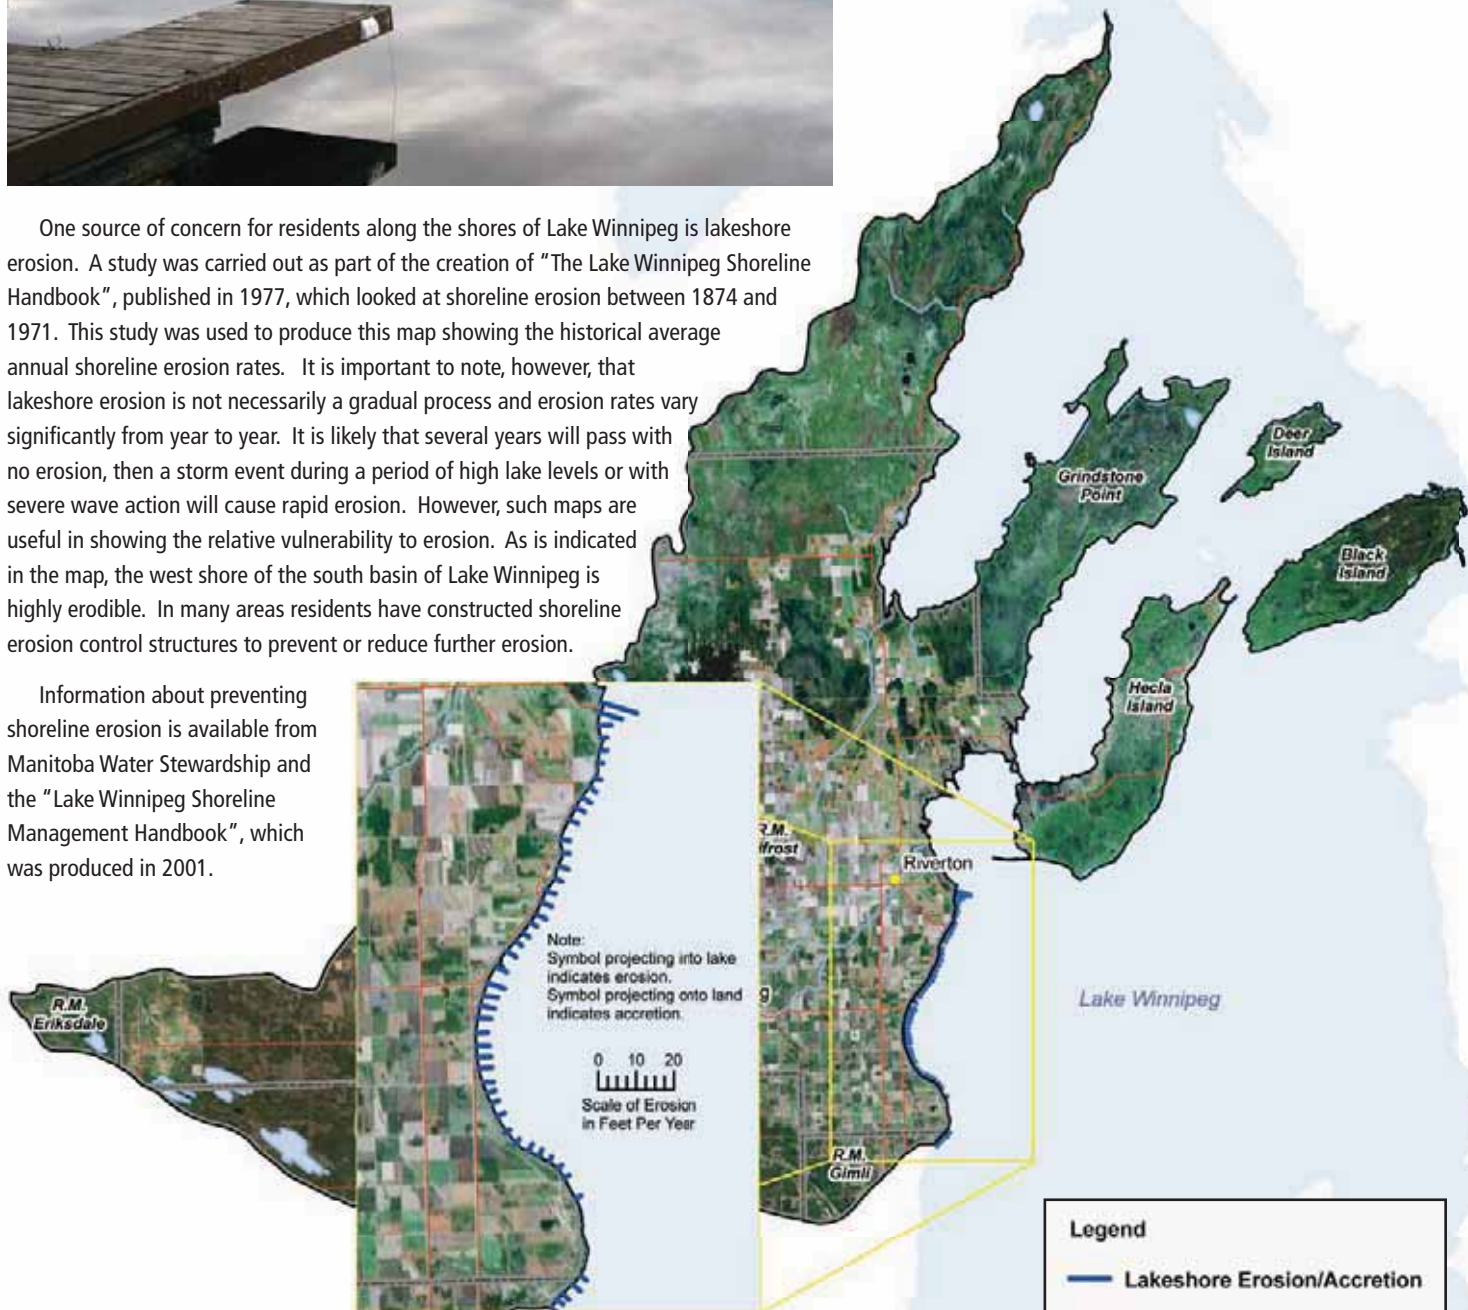 One source of concern for residents along the shores of Lake Winnipeg is lakeshore
erosion. A study was carried out as part of the creation of "The Lake Winnipeg Shoreline
Handbook", published in 1977, which looked at shoreline erosion between 1874 and
1971. This study was used to produce this map showing the historical average
annual shoreline erosion rates. It is important to note, however, that
lakeshore erosion is not necessarily a gradual process and erosion rates vary
significantly from year to year. It is likely that several years will pass with
no erosion, then a storm event during a period of high lake levels or with
severe wave action will cause rapid erosion. However, such maps are
useful in showing the relative vulnerability to erosion. As is indicated
in the map, the west shore of the south basin of Lake Winnipeg is
highly erodible. In many areas residents have constructed shoreline
erosion control structures to prevent or reduce further erosion.
Information about preventing
shoreline erosion is available from
Manitoba Water Stewardship and
the "Lake Winnipeg Shoreline
Management Handbook", which
was produced in 2001.
Deer
Island
Grindstone
Point
Black
Island
Hecla
Island
R.M.
ifrost
Riverton
Note:
Symbol projecting into lake
indicates erosion.
Symbol projecting onto land
indicates accretion.
g
0 10 20
Scale of Erosion
in Feet Per Year
R.M.
Eriksdale
Lake Winnipeg
R.M.
Gimli
Legend
Lakeshore Erosion/Accretion